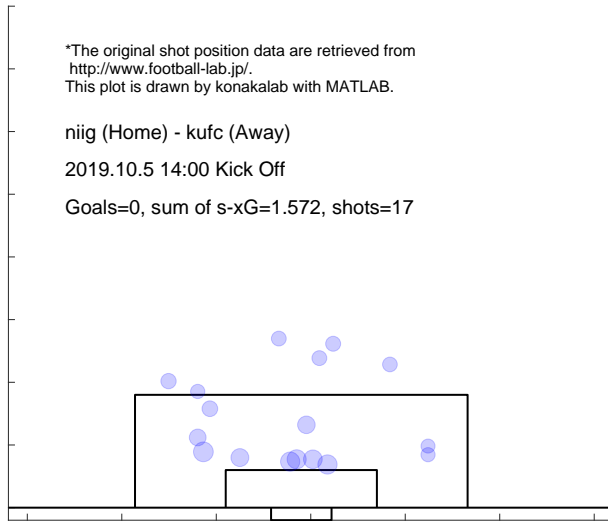 *The original shot position data are retrieved from
http://www.football-lab.jp/.
This plot is drawn by konakalab with MATLAB.
niig (Home) - kufc (Away)
2019.10.5 14:00 Kick Off
Goals=0, sum of s-xG=1.572, shots=17